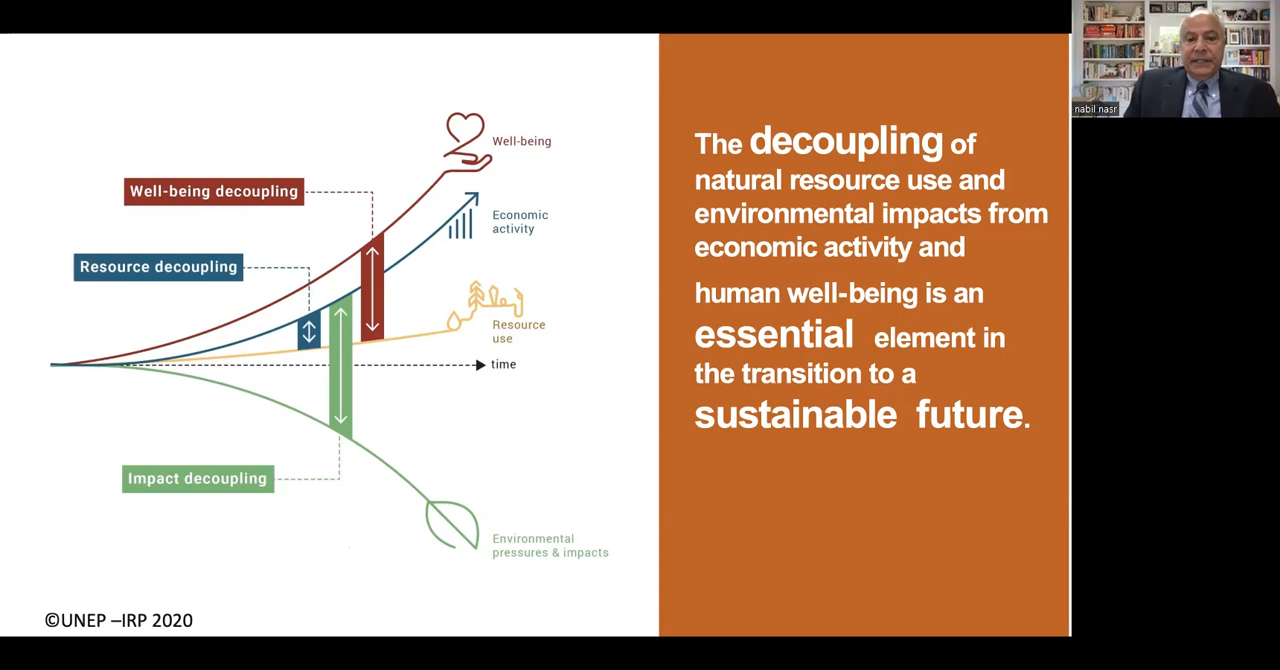 Well-being
Well-being decoupling
Economic
activity
Resource decoupling
Resource
use
time
Impact decoupling
Environmental
pressures & impacts
©UNEP –IRP 2020
The decoupling of
natural resource use and
environmental impacts from
economic activity and
human well-being is an
essential element in
the transition to a
sustainable future.
nabil nasr